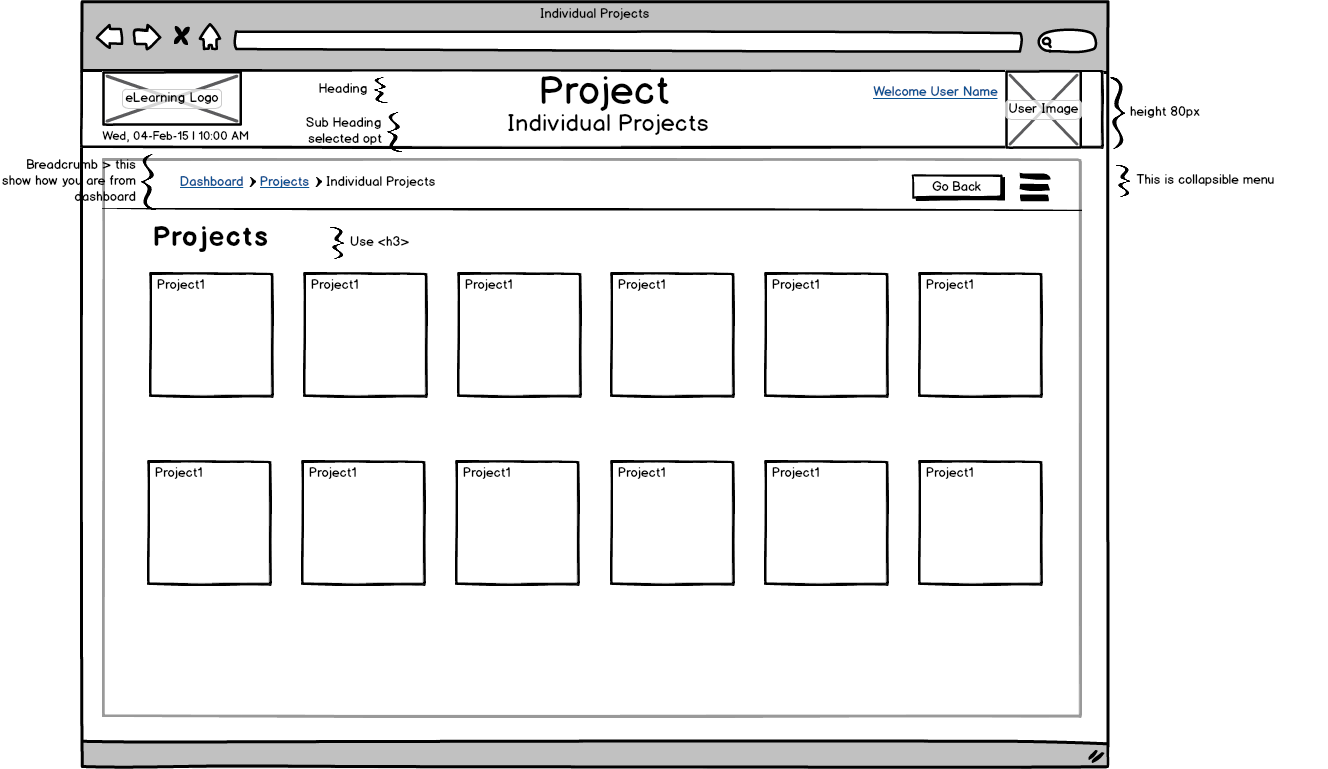 Individual Projects
eLearning Logo
Wed, 04-Feb-15 | 10:00 AM
Heading
Sub Heading
selected opt
Project
Individual Projects
Welcome User Name
User Image
height 80px
Breadcrumb > this
show how you are from
dashboard
Dashboard > Projects > Individual Projects
Go Back
This is collapsible menu
Projects
Use <h3>
Project1 Project1 Project1 Project1 Project1 Project1
Project1 Project1 Project1 Project1 Project1 Project1